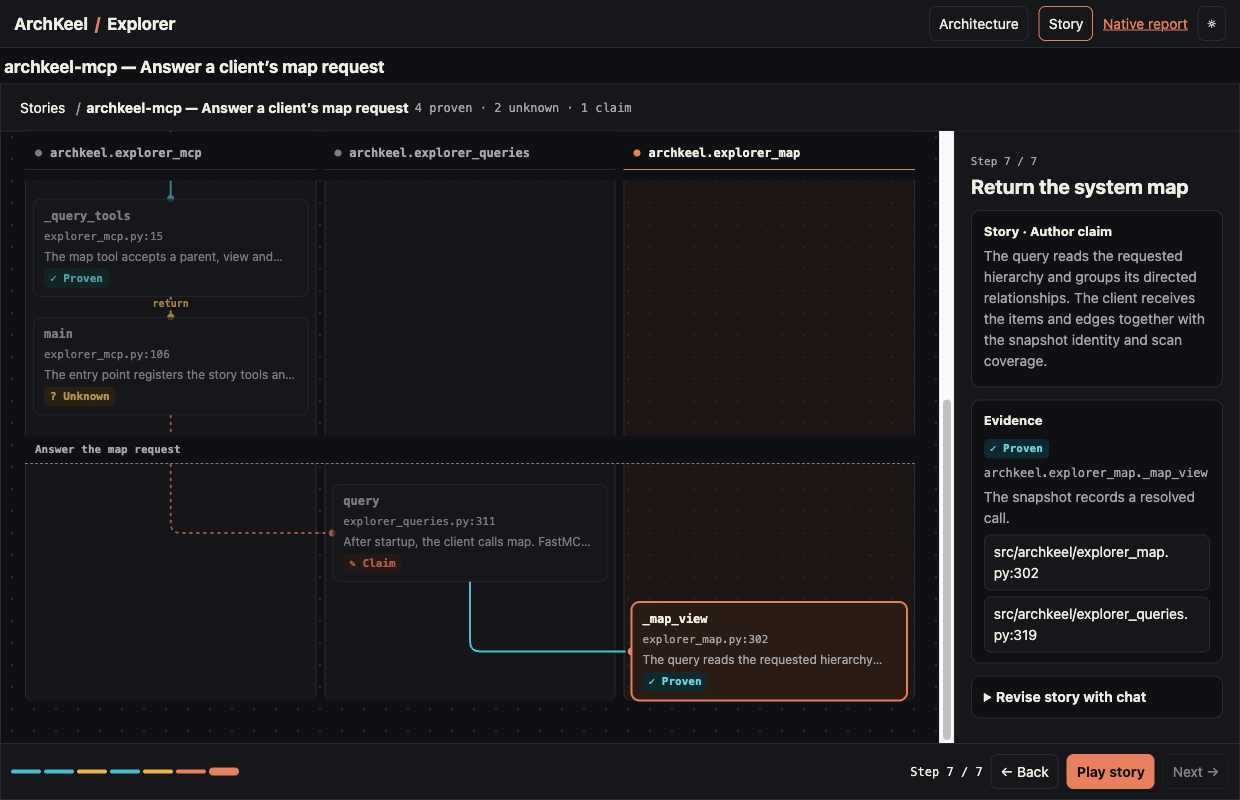 ArchKeel / Explorer
Architecture
Story
Native report
☀
archkeel-mcp — Answer a client’s map request
Stories / archkeel-mcp — Answer a client’s map request 4 proven · 2 unknown · 1 claim
archkeel.explorer_mcp
archkeel.explorer_queries
archkeel.explorer_map
_query_tools
explorer_mcp.py:15
The map tool accepts a parent, view and…
✓ Proven
return
main
explorer_mcp.py:106
The entry point registers the story tools an…
? Unknown
Answer the map request
query
explorer_queries.py:311
After startup, the client calls map. FastMC…
✎ Claim
_map_view
explorer_map.py:302
The query reads the requested hierarchy…
✓ Proven
Step 7 / 7
Return the system map
Story · Author claim
The query reads the requested
hierarchy and groups its directed
relationships. The client receives
the items and edges together with
the snapshot identity and scan
coverage.
Evidence
✓ Proven
archkeel.explorer_map._map_view
The snapshot records a resolved
call.
src/archkeel/explorer_map.
py:302
src/archkeel/explorer_queries.
py:319
▶ Revise story with chat
Step 7 / 7
← Back
Play story
Next →